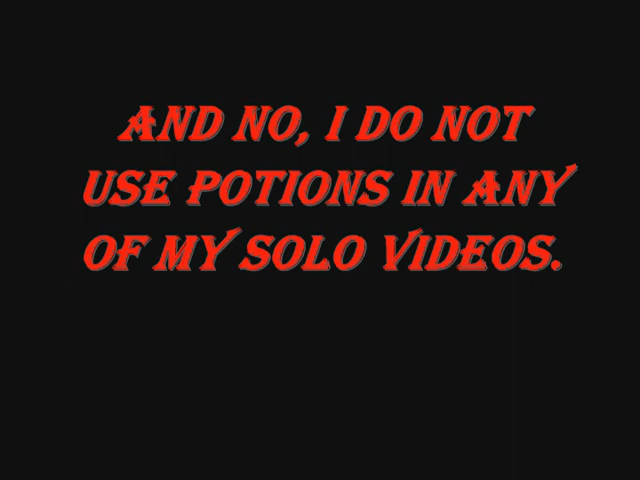 AND NO, I DO NOT
USE POTIONS IN ANY
OF MY SOLO VIDEOS.